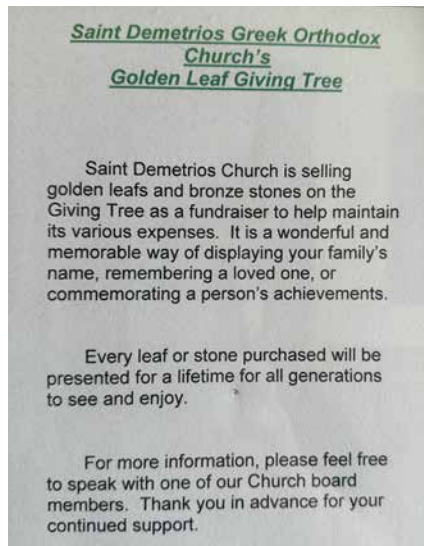 Saint Demetrios Greek Orthodox
Church's
Golden Leaf Giving Tree
Saint Demetrios Church is selling
golden leafs and bronze stones on the
Giving Tree as a fundraiser to help maintain
its various expenses. It is a wonderful and
memorable way of displaying your family's
name, remembering a loved one, or
commemorating a person's achievements.
Every leaf or stone purchased will be
presented for a lifetime for all generations
to see and enjoy.
For more information, please feel free
to speak with one of our Church board
members. Thank you in advance for your
continued support.